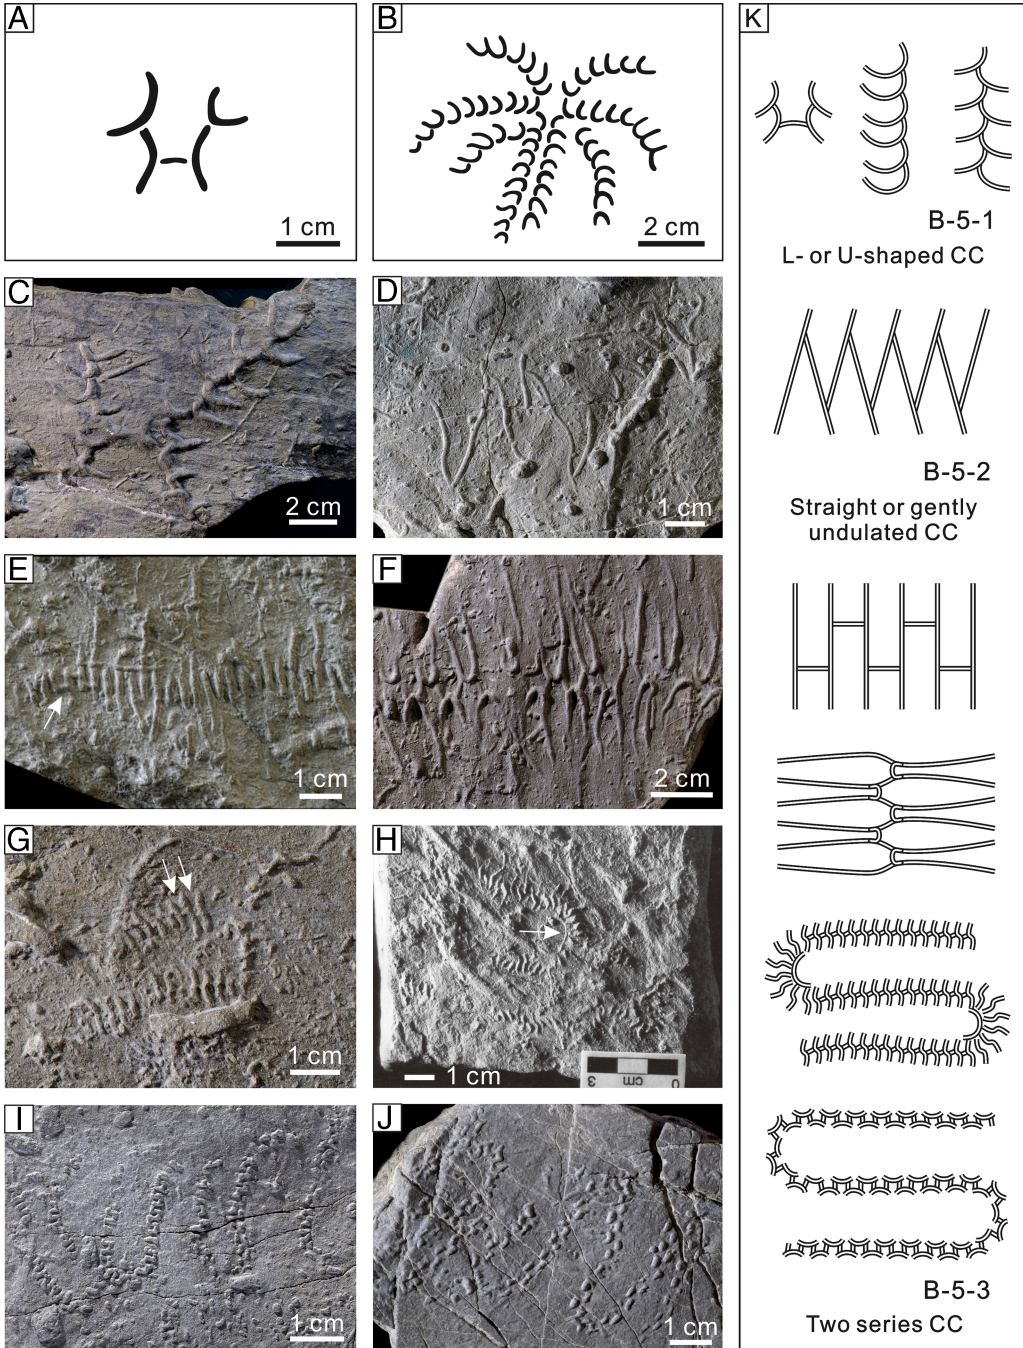 A
1 cm
B
2 cm
C
2 cm
D
1 cm
E
1 cm
F
2 cm
G
1 cm
H
1 cm
3 cm 0
I
1 cm
J
1 cm
K
B-5-1
L- or U-shaped CC
B-5-2
Straight or gently
undulated CC
B-5-3
Two series CC